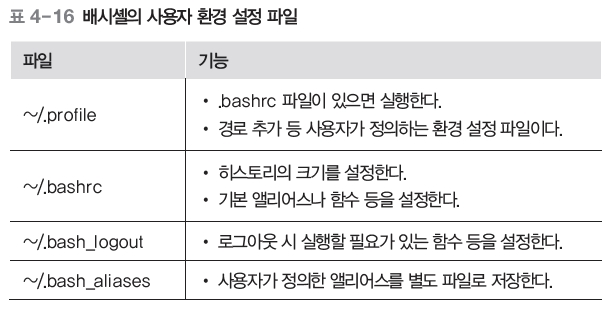 표 4-16 배시셸의 사용자 환경 설정 파일
파일 기능
~/.profile
• .bashrc 파일이 있으면 실행한다.
• 경로 추가 등 사용자가 정의하는 환경 설정 파일이다.
~/.bashrc
• 히스토리의 크기를 설정한다.
• 기본 앨리어스나 함수 등을 설정한다.
~/.bash_logout • 로그아웃 시 실행할 필요가 있는 함수 등을 설정한다.
~/.bash_aliases • 사용자가 정의한 앨리어스를 별도 파일로 저장한다.